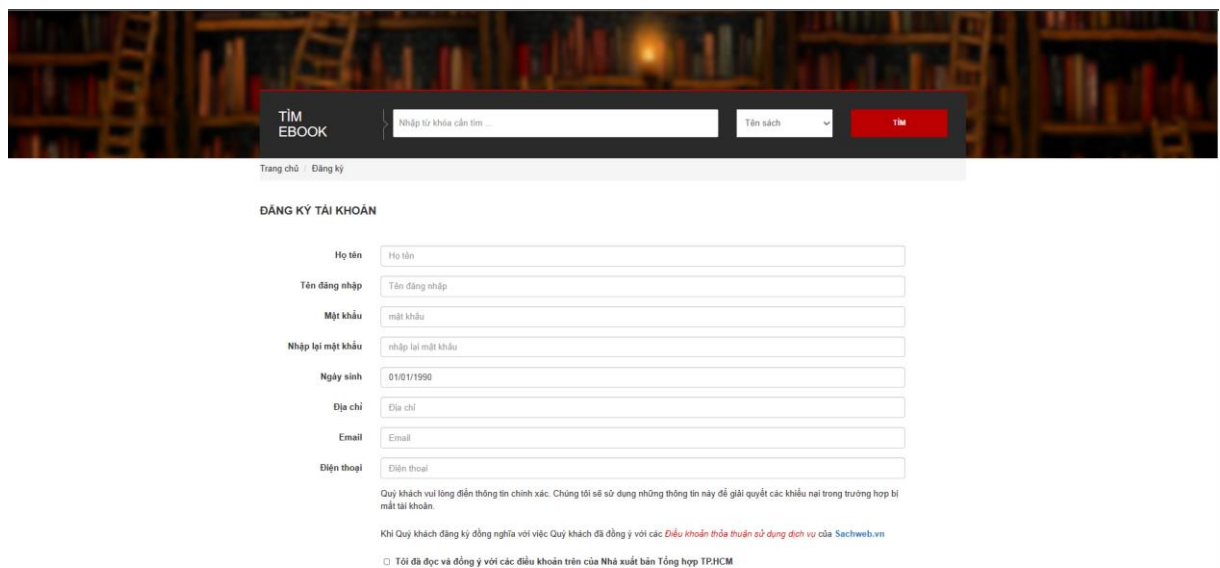 TÌM
EBOOK
Nhập từ khóa cần tìm ...
Tên sách
TÌM
Trang chủ / Đăng ký
ĐĂNG KÝ TÀI KHOẢN
Họ tên
Họ tên
Tên đăng nhập
Tên đăng nhập
Mật khẩu
mật khẩu
Nhập lại mật khẩu
nhập lại mật khẩu
Ngày sinh
01/01/1990
Địa chỉ
Địa chỉ
Email
Email
Điện thoại
Điện thoại
Quý khách vui lòng điền thông tin chính xác. Chúng tôi sẽ sử dụng những thông tin này để giải quyết các khiếu nại trong trường hợp bị
mất tài khoản.
Khi Quý khách đăng ký đồng nghĩa với việc Quý khách đã đồng ý với các Điều khoản thỏa thuận sử dụng dịch vụ của Sachweb.vn
Tôi đã đọc và đồng ý với các điều khoản trên của Nhà xuất bản Tổng hợp TP.HCM